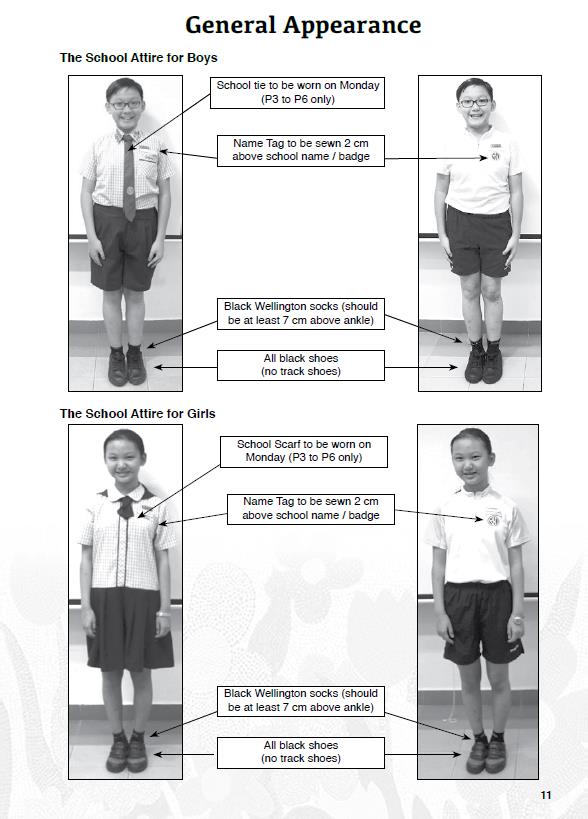 General Appearance
The School Attire for Boys
School tie to be worn on Monday
(P3 to P6 only)
Name Tag to be sewn 2 cm
above school name / badge
Black Wellington socks (should
be at least 7 cm above ankle)
All black shoes
(no track shoes)
The School Attire for Girls
School Scarf to be worn on
Monday (P3 to P6 only)
Name Tag to be sewn 2 cm
above school name / badge
Black Wellington socks (should
be at least 7 cm above ankle)
All black shoes
(no track shoes)
11